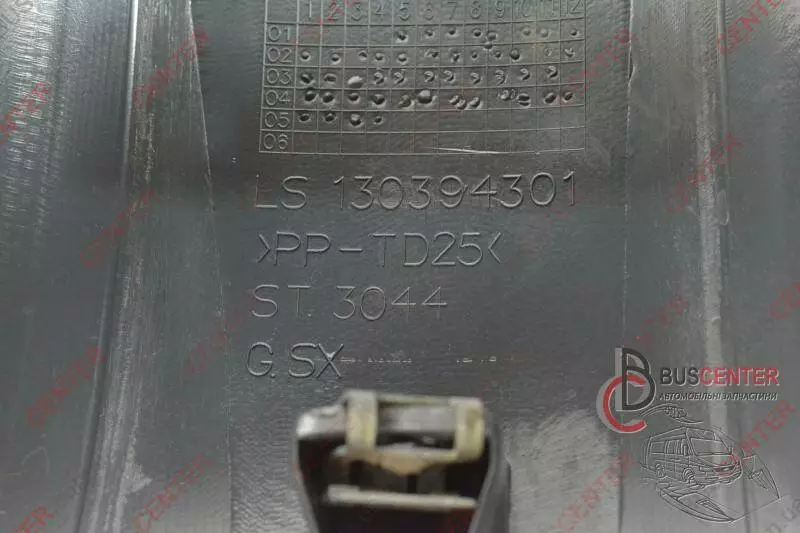 1 2 3 4 5 6 7 8 9 10 11 12
01
02
03
04
05
06
LS 130394301
>PP-TD25<
ST. 3044
G.SX
BUSCENTER
АВТОМОБІЛЬНІ ЗАПЧАСТИНИ
CENTER